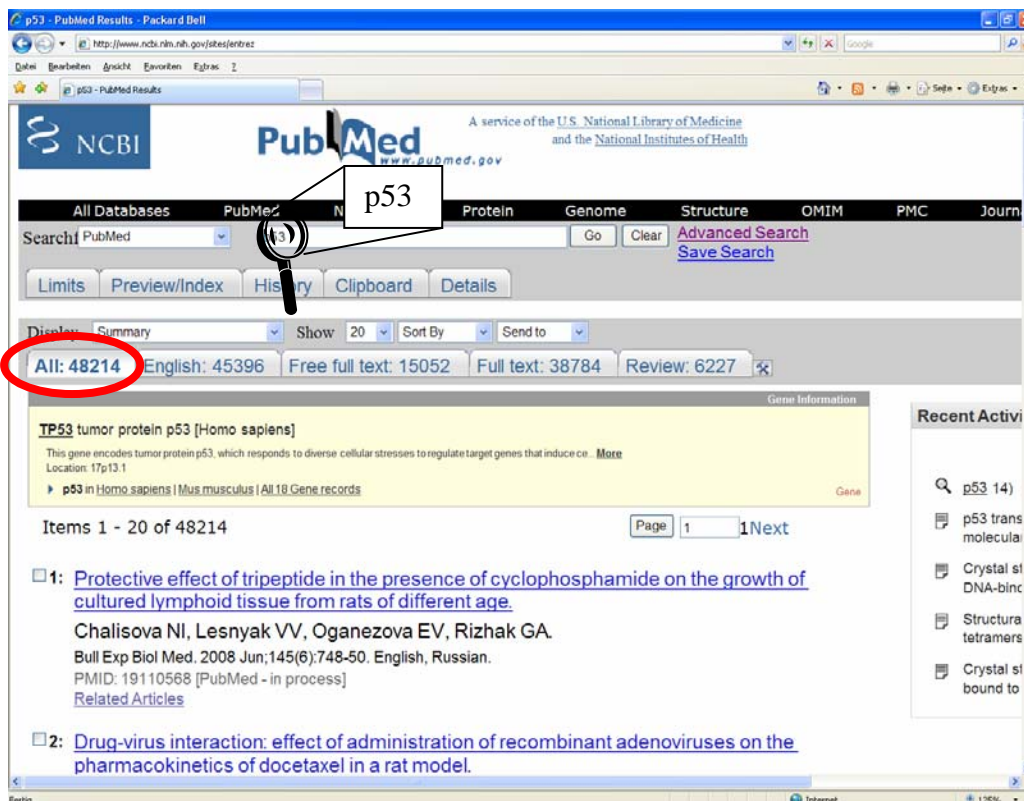 p53 - PubMed Results - Packard Bell
http://www.ncbi.nlm.nih.gov/sites/entrez
Google
Datei Bearbeiten Ansicht Favoriten Extras ?
p53 - PubMed Results
Seite Extras
NCBI
PubMed
www.pubmed.gov
A service of the U.S. National Library of Medicine
and the National Institutes of Health
p53
All Databases PubMed N Protein Genome Structure OMIM PMC Journ
Search PubMed p53 Go Clear Advanced Search
Save Search
Limits Preview/Index History Clipboard Details
Display Summary Show 20 Sort By Send to
All: 48214 English: 45396 Free full text: 15052 Full text: 38784 Review: 6227
Gene Information
TP53 tumor protein p53 [Homo sapiens]
This gene encodes tumor protein p53, which responds to diverse cellular stresses to regulate target genes that induce ce... More
Location: 17p13.1
p53 in Homo sapiens | Mus musculus | All 18 Gene records
Gene
Items 1 - 20 of 48214
Page 1 1Next
1: Protective effect of tripeptide in the presence of cyclophosphamide on the growth of
cultured lymphoid tissue from rats of different age.
Chalisova NI, Lesnyak VV, Oganezova EV, Rizhak GA.
Bull Exp Biol Med. 2008 Jun;145(6):748-50. English, Russian.
PMID: 19110568 [PubMed - in process]
Related Articles
2: Drug-virus interaction: effect of administration of recombinant adenoviruses on the
pharmacokinetics of docetaxel in a rat model.
Recent Activi
p53 14)
p53 trans
molecula
Crystal st
DNA-bind
Structura
tetramers
Crystal st
bound to
Fertig
Internet
125%